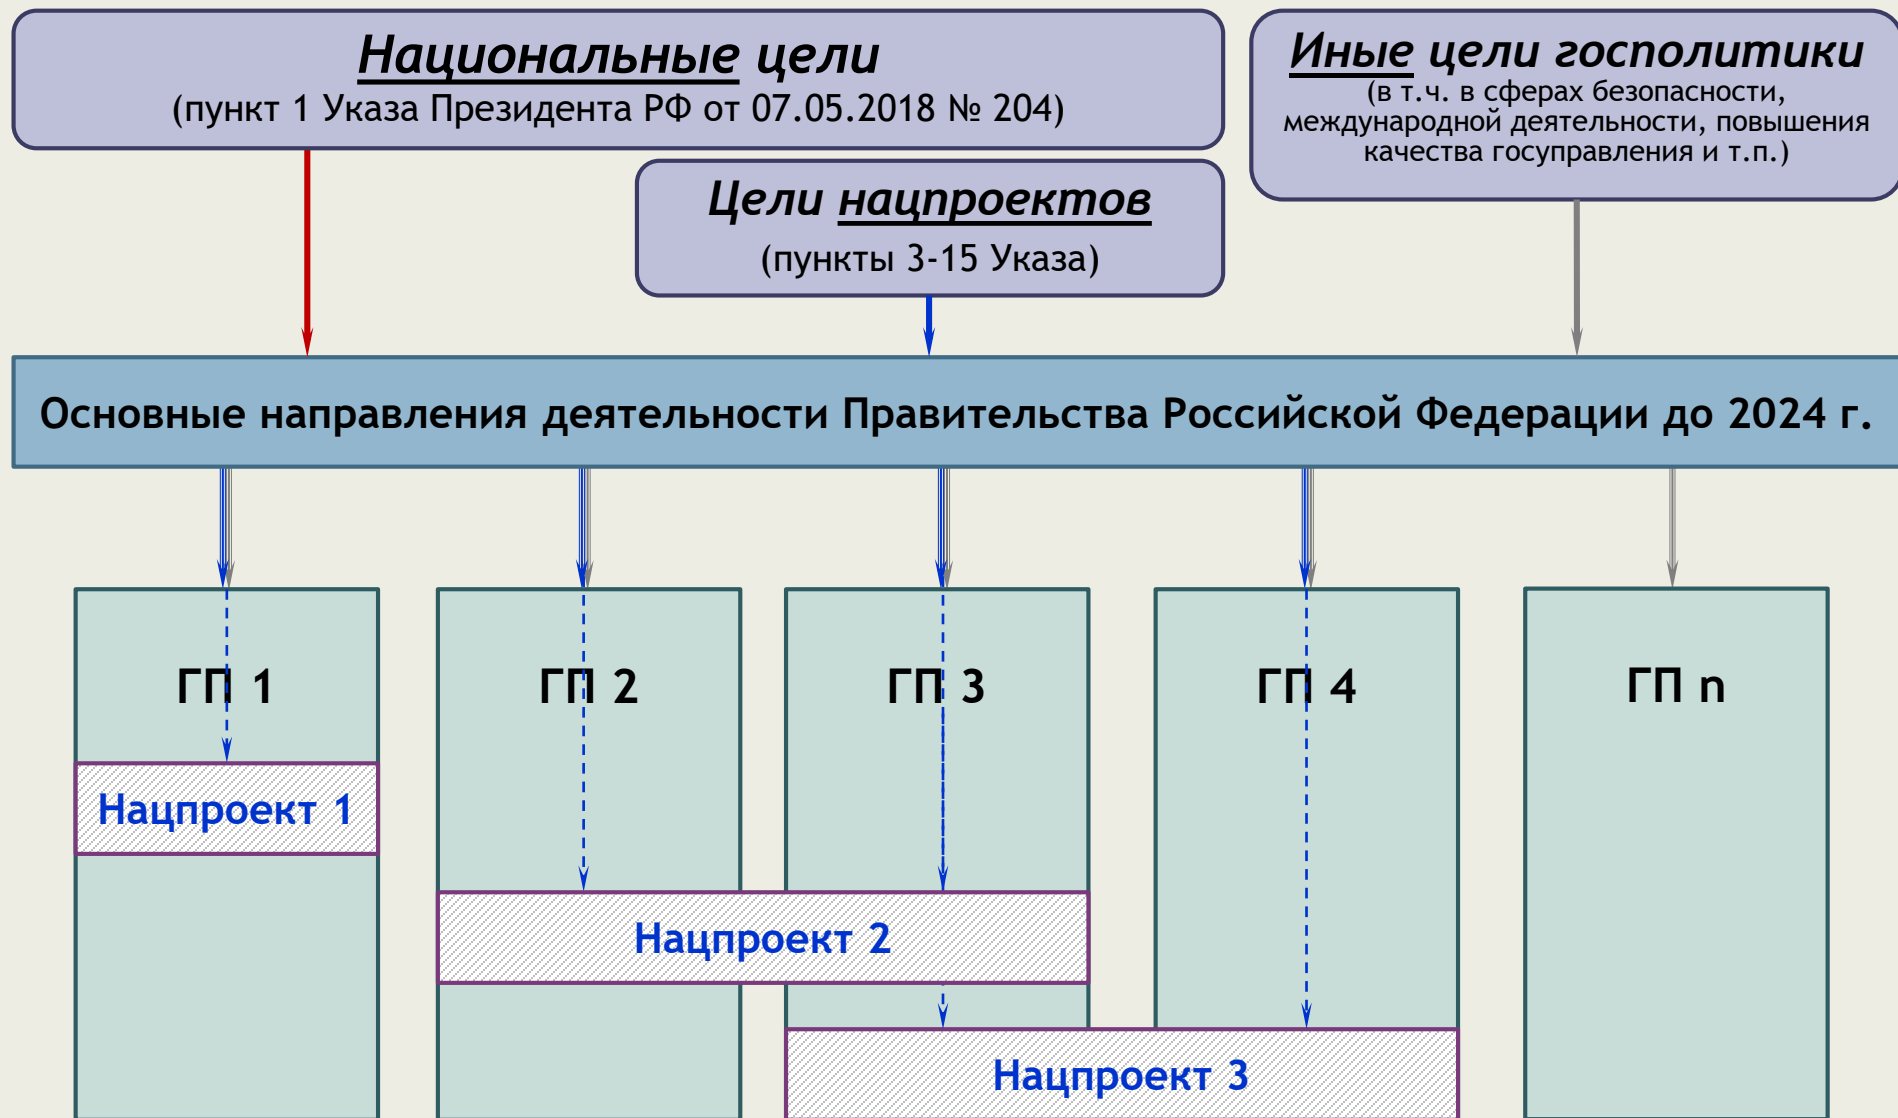 Национальные цели
(пункт 1 Указа Президента РФ от 07.05.2018 № 204)
Иные цели госполитики
(в т.ч. в сферах безопасности,
международной деятельности, повышения
качества госуправления и т.п.)
Цели нацпроектов
(пункты 3-15 Указа)
Основные направления деятельности Правительства Российской Федерации до 2024 г.
ГП 1
ГП 2
ГП 3
ГП 4
ГП n
Нацпроект 1
Нацпроект 2
Нацпроект 3